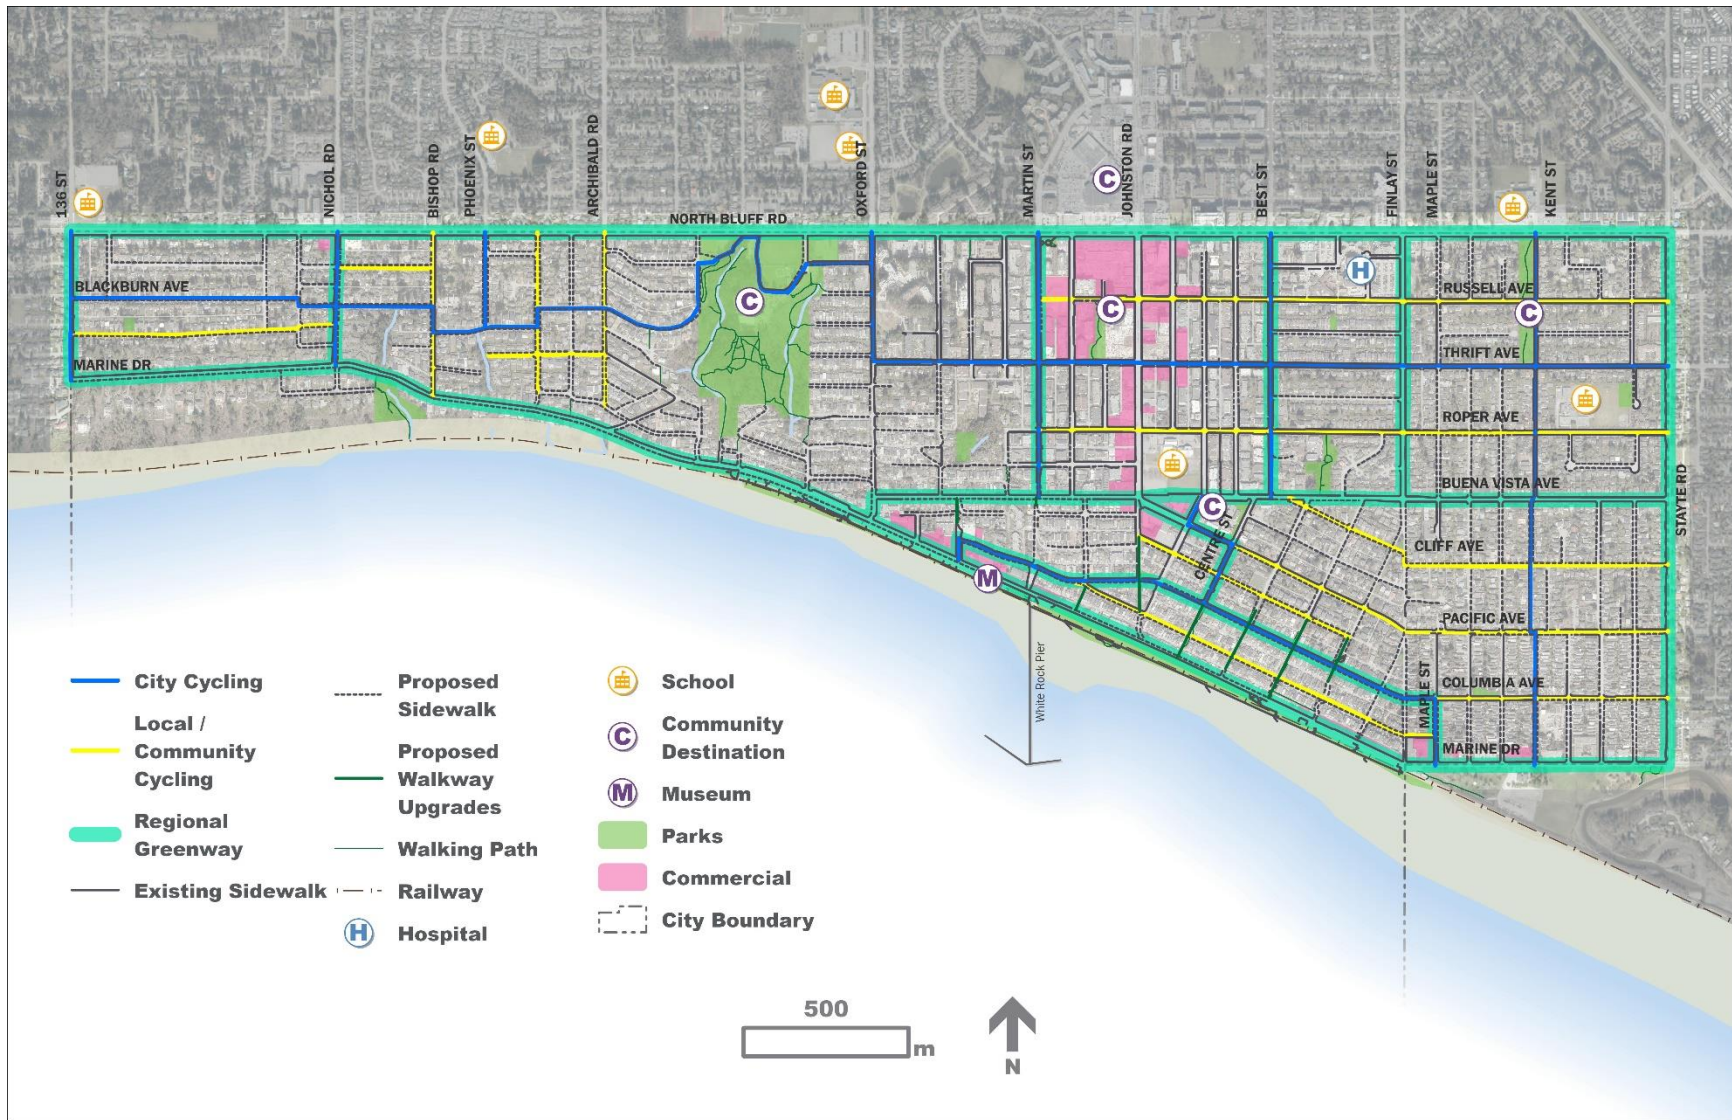 136 ST
NICHOL RD
BISHOP RD
PHOENIX ST
ARCHIBALD RD
OXFORD ST
MARTIN ST
JOHNSTON RD
BEST ST
FINLAY ST
MAPLE ST
KENT ST
C
NORTH BLUFF RD
H
BLACKBURN AVE
RUSSELL AVE
C
C
C
MARINE DR
THRIFT AVE
ROPER AVE
BUENA VISTA AVE
STAYTE RD
C
CENTRE ST
CLIFF AVE
M
PACIFIC AVE
White Rock Pier
MAPLE ST
COLUMBIA AVE
MARINE DR
City Cycling
Local /
Community
Cycling
Regional
Greenway
Existing Sidewalk
Proposed
Sidewalk
Proposed
Walkway
Upgrades
Walking Path
Railway
H
Hospital
School
C
Community
Destination
M
Museum
Parks
Commercial
City Boundary
500
m
N